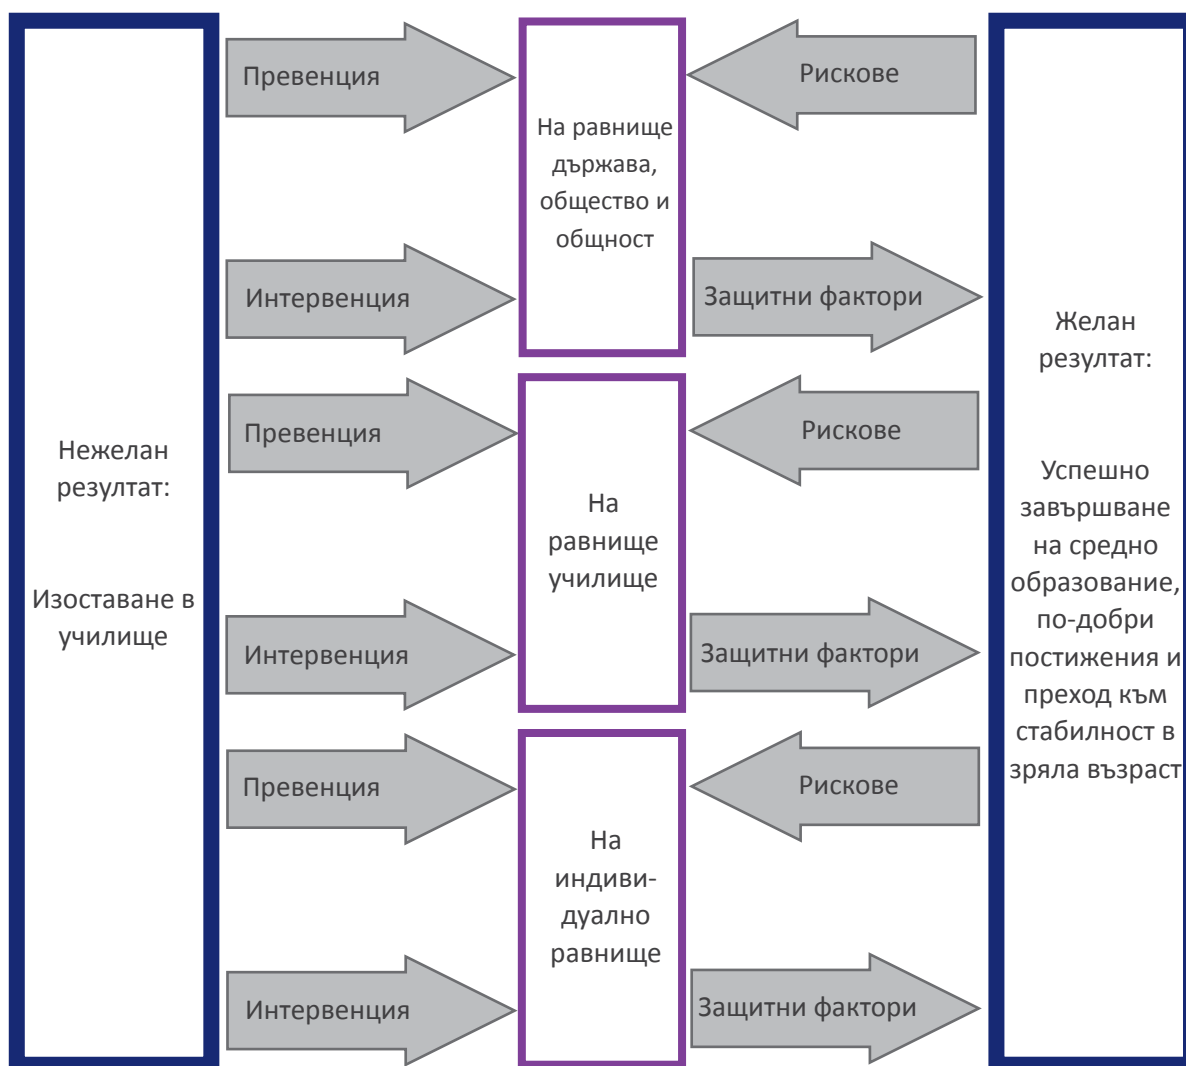 Превенция
Рискове
На равнище
държава,
общество и
общност
Интервенция
Защитни фактори
Желан
резултат:
Успешно
завършване
на средно
образование,
по-добри
постижения и
преход към
стабилност в
зряла възраст
Нежелан
резултат:
Изоставане в
училище
Превенция
Рискове
На
равнище
училище
Интервенция
Защитни фактори
Превенция
Рискове
На
индиви-
дуално
равнище
Интервенция
Защитни фактори